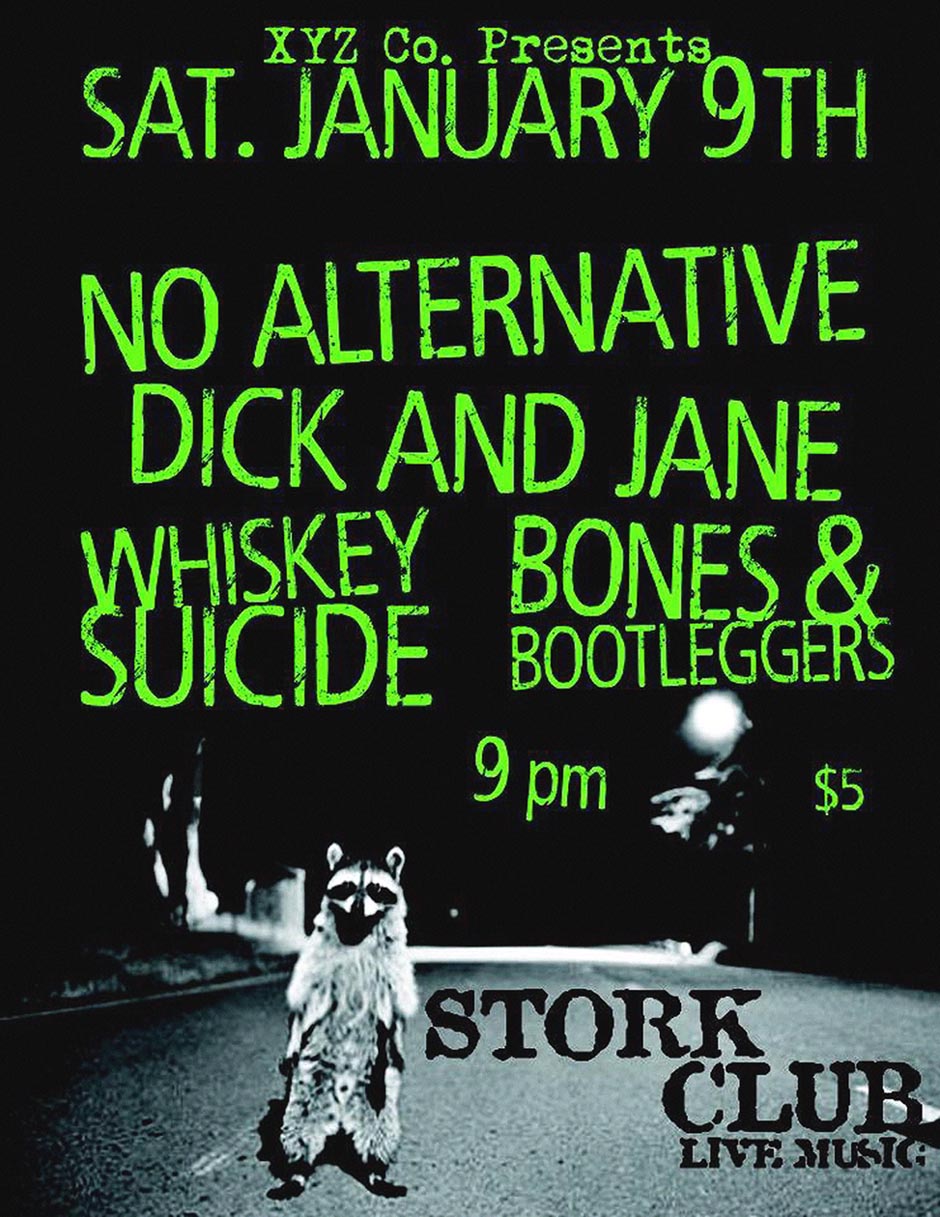 XYZ Co. Presents
SAT. JANUARY 9TH
NO ALTERNATIVE
DICK AND JANE
WHISKEY
SUICIDE
BONES &
BOOTLEGGERS
9 pm
$5
STORK
CLUB
LIVE MUSIC